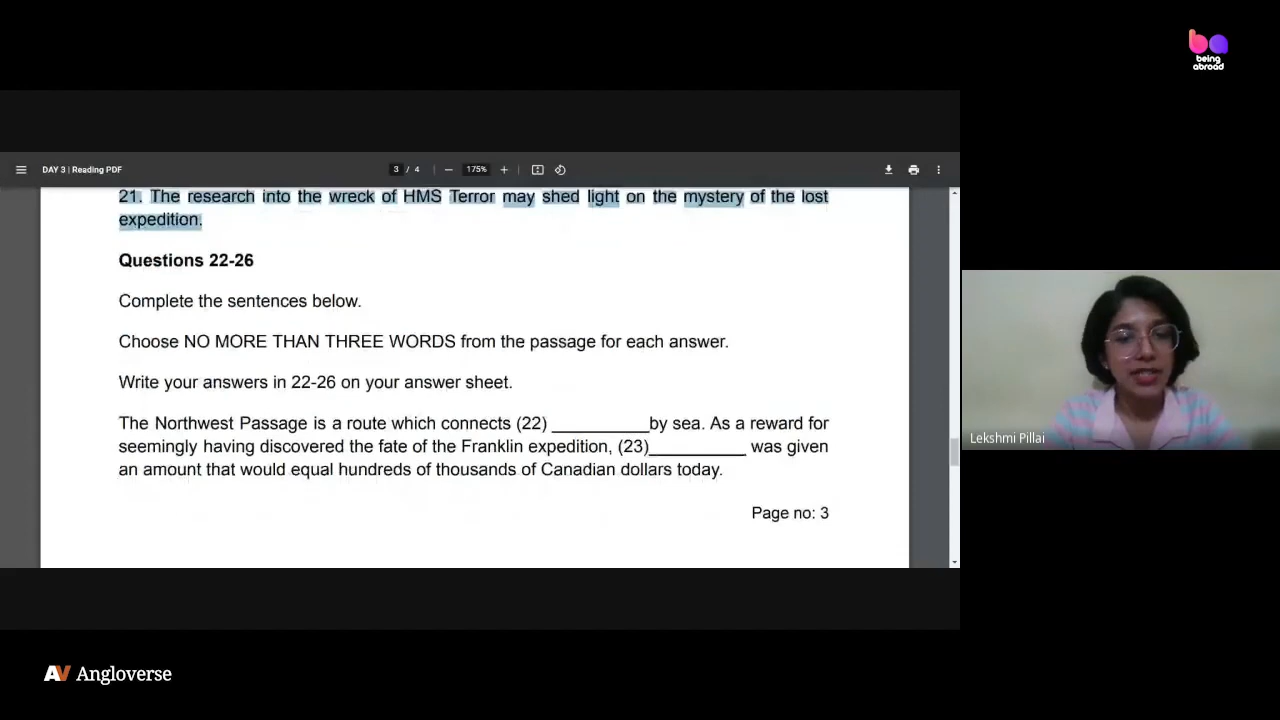 being
abroad
DAY 3 | Reading PDF
3 / 4
175%
21. The research into the wreck of HMS Terror may shed light on the mystery of the lost
expedition.
Questions 22-26
Complete the sentences below.
Choose NO MORE THAN THREE WORDS from the passage for each answer.
Write your answers in 22-26 on your answer sheet.
The Northwest Passage is a route which connects (22) __________by sea. As a reward for
seemingly having discovered the fate of the Franklin expedition, (23)__________ was given
an amount that would equal hundreds of thousands of Canadian dollars today.
Page no: 3
Lekshmi Pillai
AV Angloverse